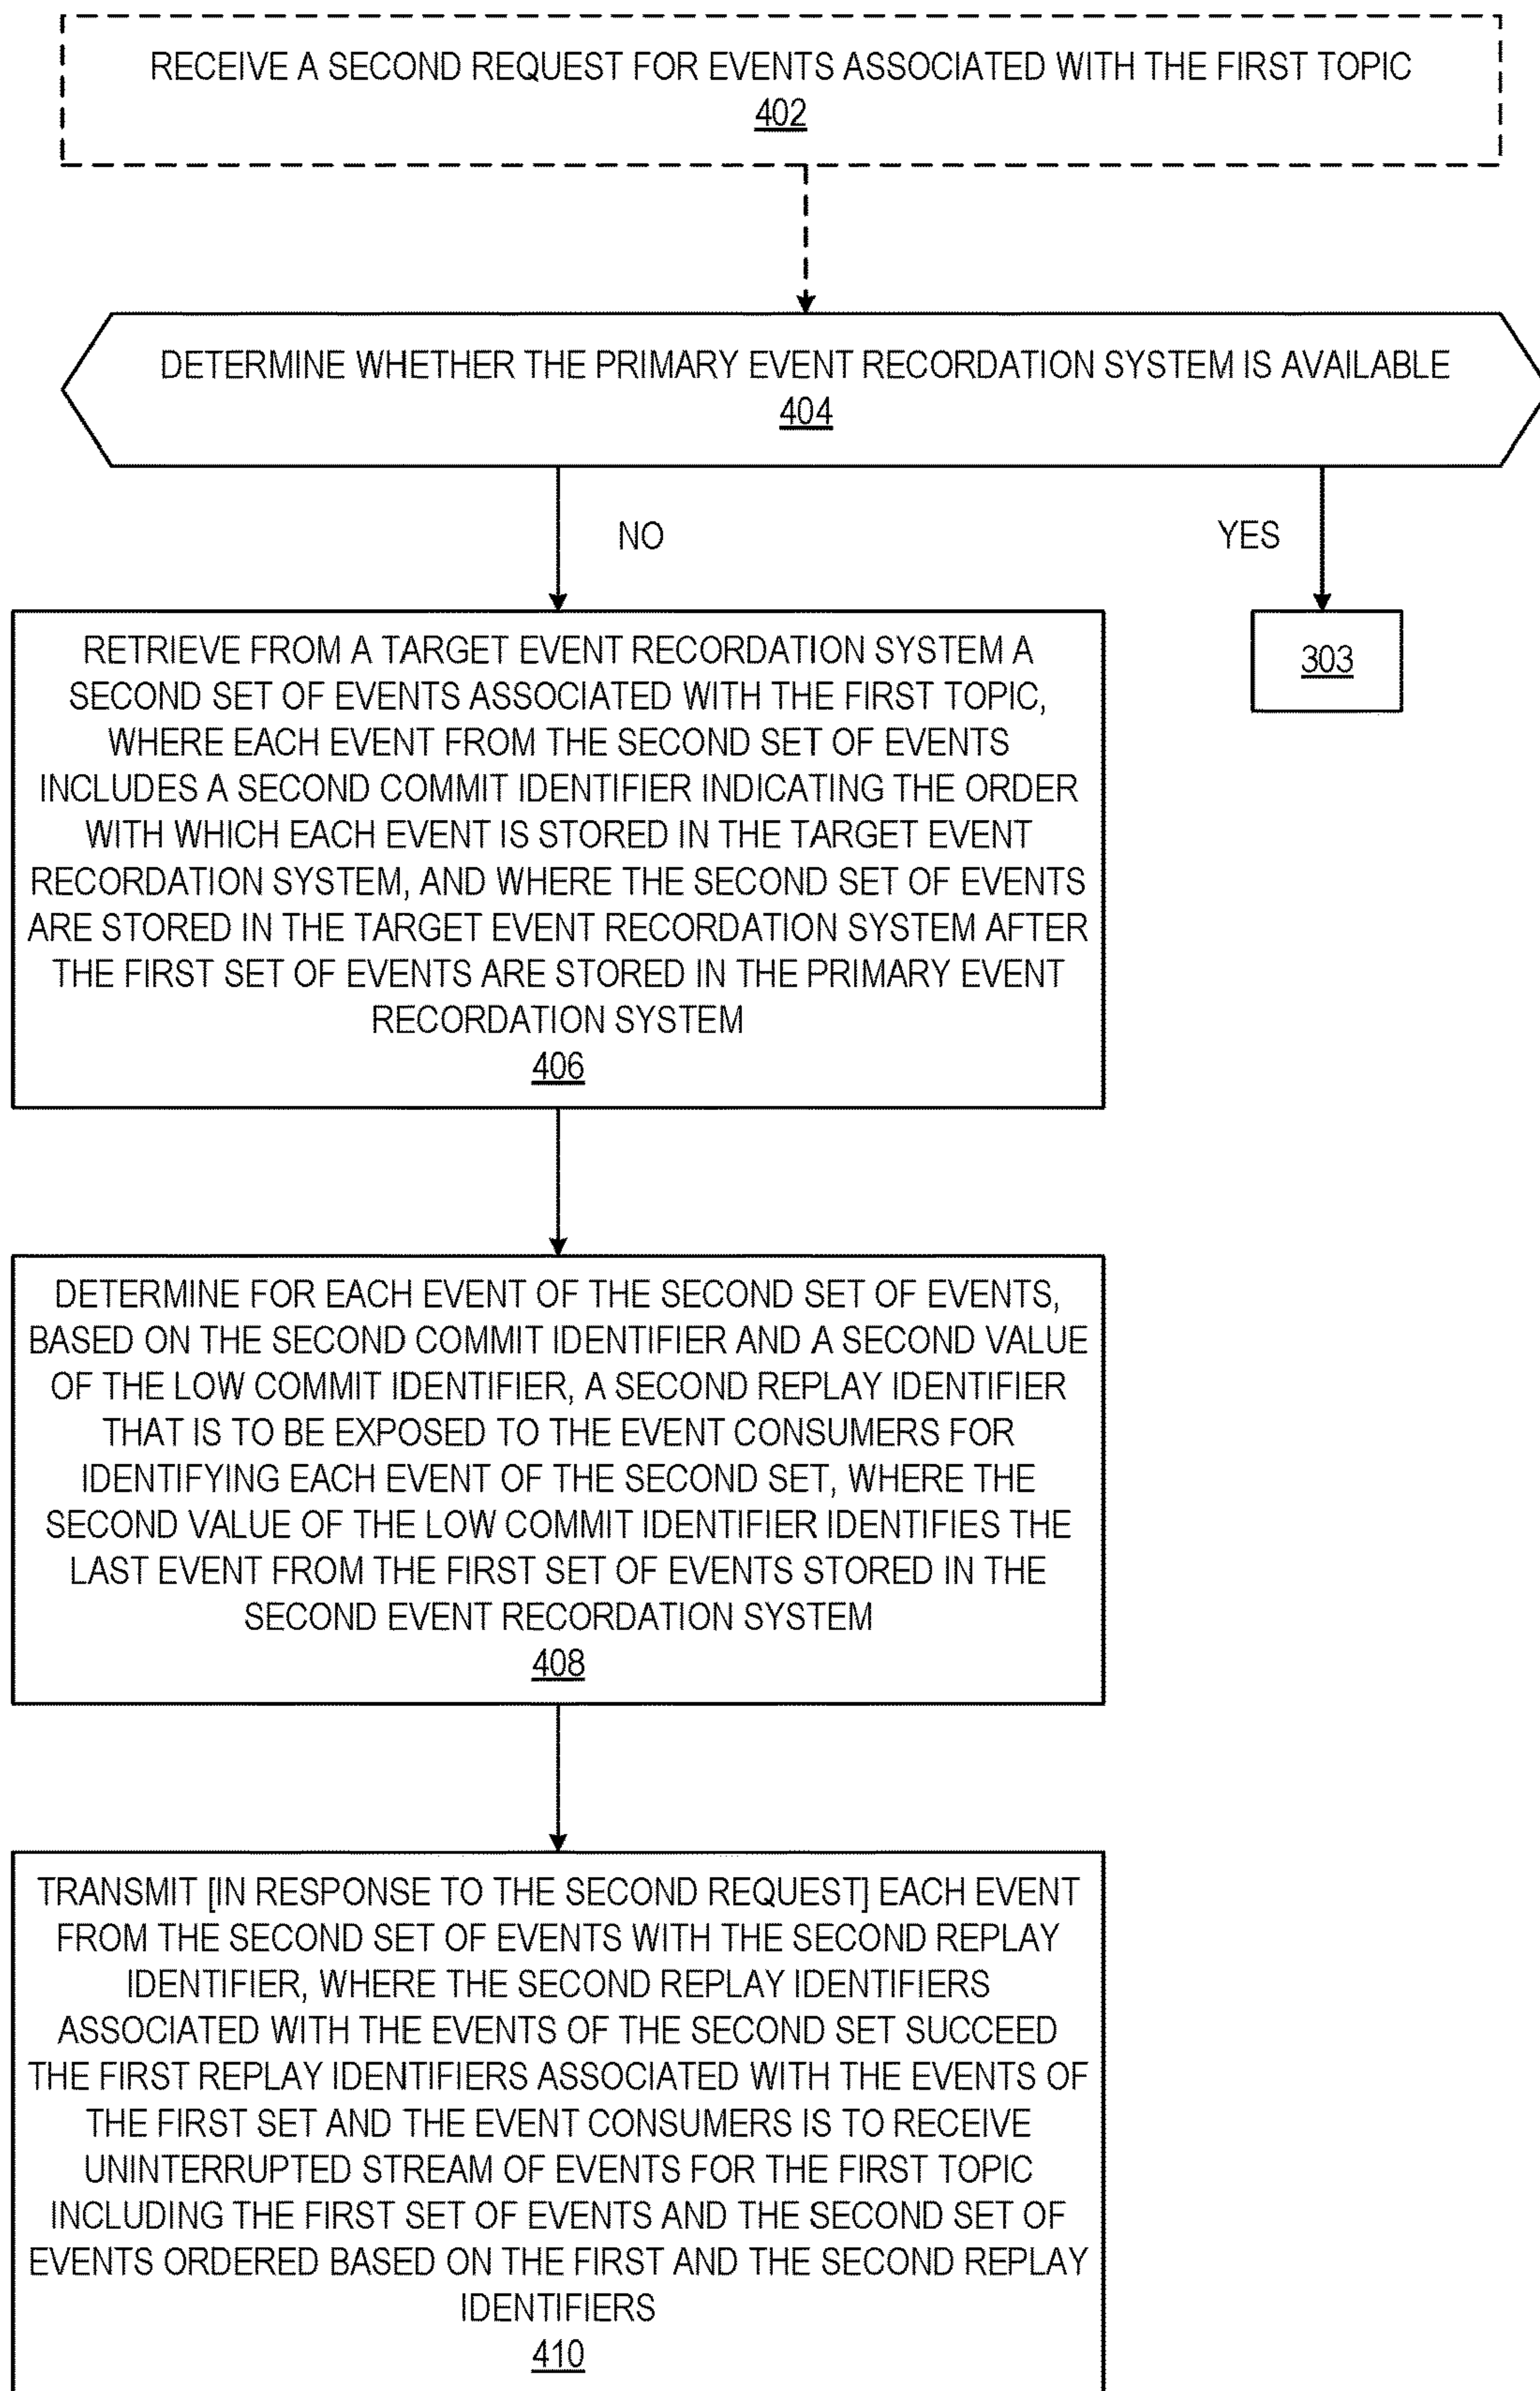 RECEIVE A SECOND REQUEST FOR EVENTS ASSOCIATED WITH THE FIRST TOPIC
402
DETERMINE WHETHER THE PRIMARY EVENT RECORDATION SYSTEM IS AVAILABLE
404
NO
YES
RETRIEVE FROM A TARGET EVENT RECORDATION SYSTEM A
SECOND SET OF EVENTS ASSOCIATED WITH THE FIRST TOPIC,
WHERE EACH EVENT FROM THE SECOND SET OF EVENTS
INCLUDES A SECOND COMMIT IDENTIFIER INDICATING THE ORDER
WITH WHICH EACH EVENT IS STORED IN THE TARGET EVENT
RECORDATION SYSTEM, AND WHERE THE SECOND SET OF EVENTS
ARE STORED IN THE TARGET EVENT RECORDATION SYSTEM AFTER
THE FIRST SET OF EVENTS ARE STORED IN THE PRIMARY EVENT
RECORDATION SYSTEM
406
303
DETERMINE FOR EACH EVENT OF THE SECOND SET OF EVENTS,
BASED ON THE SECOND COMMIT IDENTIFIER AND A SECOND VALUE
OF THE LOW COMMIT IDENTIFIER, A SECOND REPLAY IDENTIFIER
THAT IS TO BE EXPOSED TO THE EVENT CONSUMERS FOR
IDENTIFYING EACH EVENT OF THE SECOND SET, WHERE THE
SECOND VALUE OF THE LOW COMMIT IDENTIFIER IDENTIFIES THE
LAST EVENT FROM THE FIRST SET OF EVENTS STORED IN THE
SECOND EVENT RECORDATION SYSTEM
408
TRANSMIT [IN RESPONSE TO THE SECOND REQUEST] EACH EVENT
FROM THE SECOND SET OF EVENTS WITH THE SECOND REPLAY
IDENTIFIER, WHERE THE SECOND REPLAY IDENTIFIERS
ASSOCIATED WITH THE EVENTS OF THE SECOND SET SUCCEED
THE FIRST REPLAY IDENTIFIERS ASSOCIATED WITH THE EVENTS OF
THE FIRST SET AND THE EVENT CONSUMERS IS TO RECEIVE
UNINTERRUPTED STREAM OF EVENTS FOR THE FIRST TOPIC
INCLUDING THE FIRST SET OF EVENTS AND THE SECOND SET OF
EVENTS ORDERED BASED ON THE FIRST AND THE SECOND REPLAY
IDENTIFIERS
410